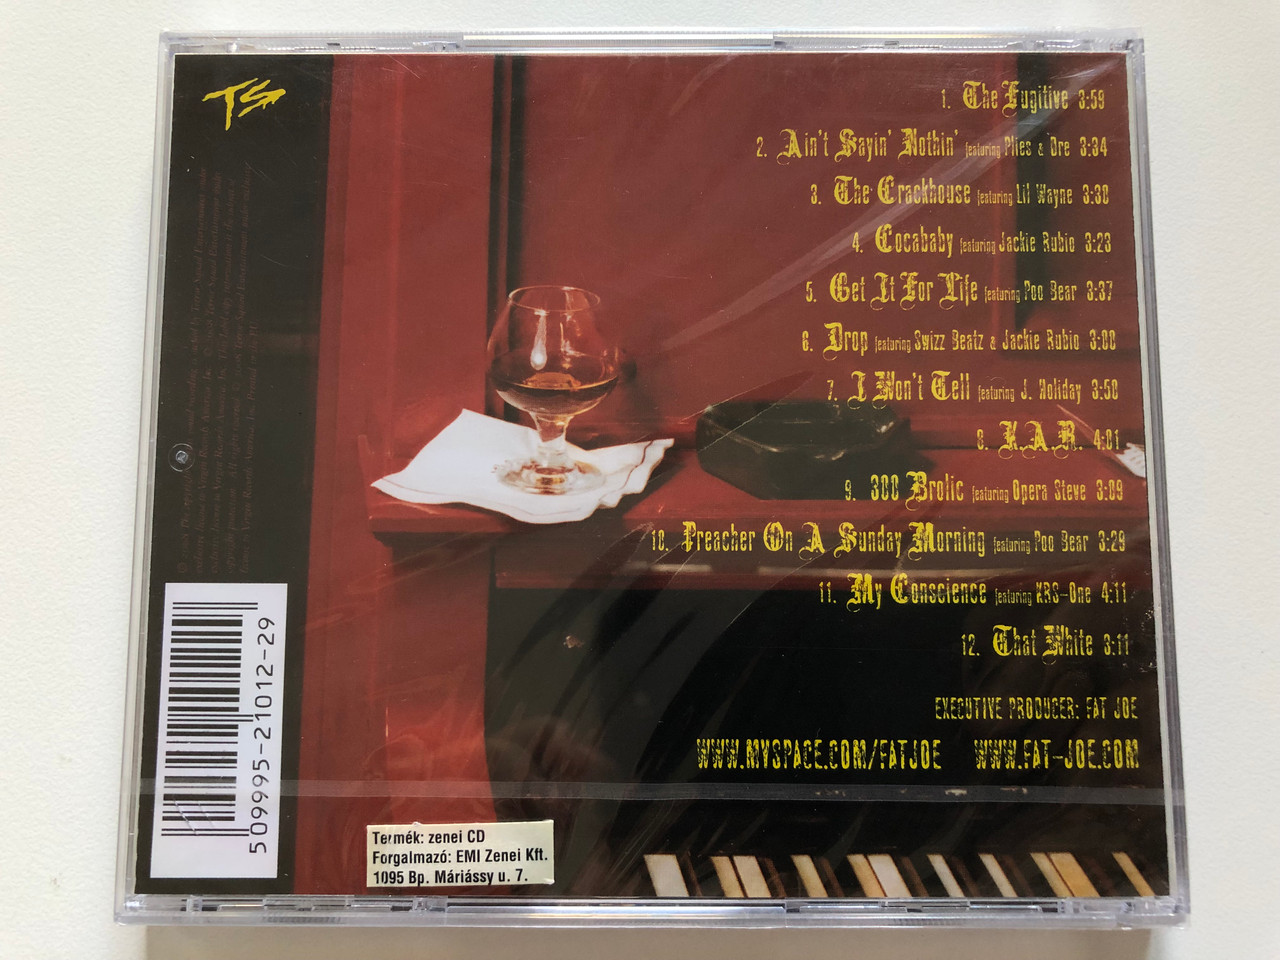 TS
1. The Fugitive 3:59
2. Ain't Sayin' Nothin' featuring Plies & Dre 3:34
3. The Crackhouse featuring Lil Wayne 3:38
4. Cocababy featuring Jackie Rubio 3:23
5. Get It For Life featuring Poo Bear 3:37
6. Drop featuring Swizz Beatz & Jackie Rubio 3:00
7. I Won't Tell featuring J. Holiday 3:58
8. K.A.R. 4:01
9. 300 Brolic featuring Opera Steve 3:09
10. Preacher On A Sunday Morning featuring Poo Bear 3:29
11. My Conscience featuring KRS-One 4:11
12. That White 3:11
EXECUTIVE PRODUCER: FAT JOE
WWW.MYSPACE.COM/FATJOE WWW.FAT-JOE.COM
5 09995-21012-29
Termék: zenei CD
Forgalmazó: EMI Zenei Kft.
1095 Bp. Máriássy u. 7.